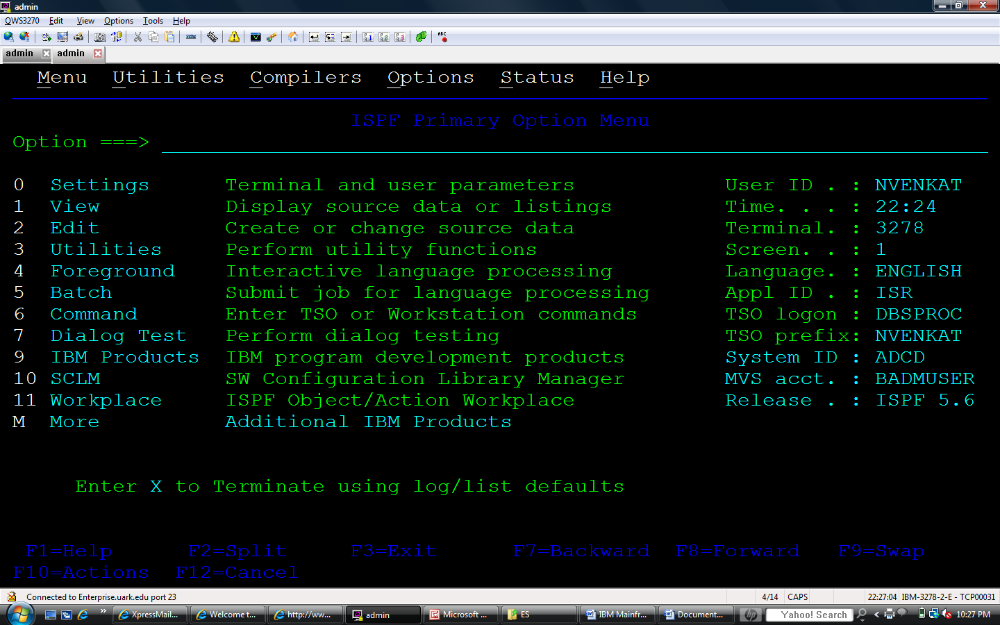 admin
QWS3270 Edit View Options Tools Help
admin admin
Menu Utilities Compilers Options Status Help
ISPF Primary Option Menu
Option ===>
0 Settings Terminal and user parameters User ID . : NVENKAT
1 View Display source data or listings Time. . . : 22:24
2 Edit Create or change source data Terminal. : 3278
3 Utilities Perform utility functions Screen. . : 1
4 Foreground Interactive language processing Language. : ENGLISH
5 Batch Submit job for language processing Appl ID . : ISR
6 Command Enter TSO or Workstation commands TSO logon : DBSPROC
7 Dialog Test Perform dialog testing TSO prefix: NVENKAT
9 IBM Products IBM program development products System ID : ADCD
10 SCLM SW Configuration Library Manager MVS acct. : BADMUSER
11 Workplace ISPF Object/Action Workplace Release . : ISPF 5.6
M More Additional IBM Products
Enter X to Terminate using log/list defaults
F1=Help F2=Split F3=Exit F7=Backward F8=Forward F9=Swap
F10=Actions F12=Cancel
Connected to Enterprise.uark.edu port 23 4/14 CAPS 22:27:04 IBM-3278-2-E - TCP00031
XpressMail... Welcome t... http://ww... admin Microsoft ... ES IBM Mainfr... Document... hp Yahoo! Search 10:27 PM